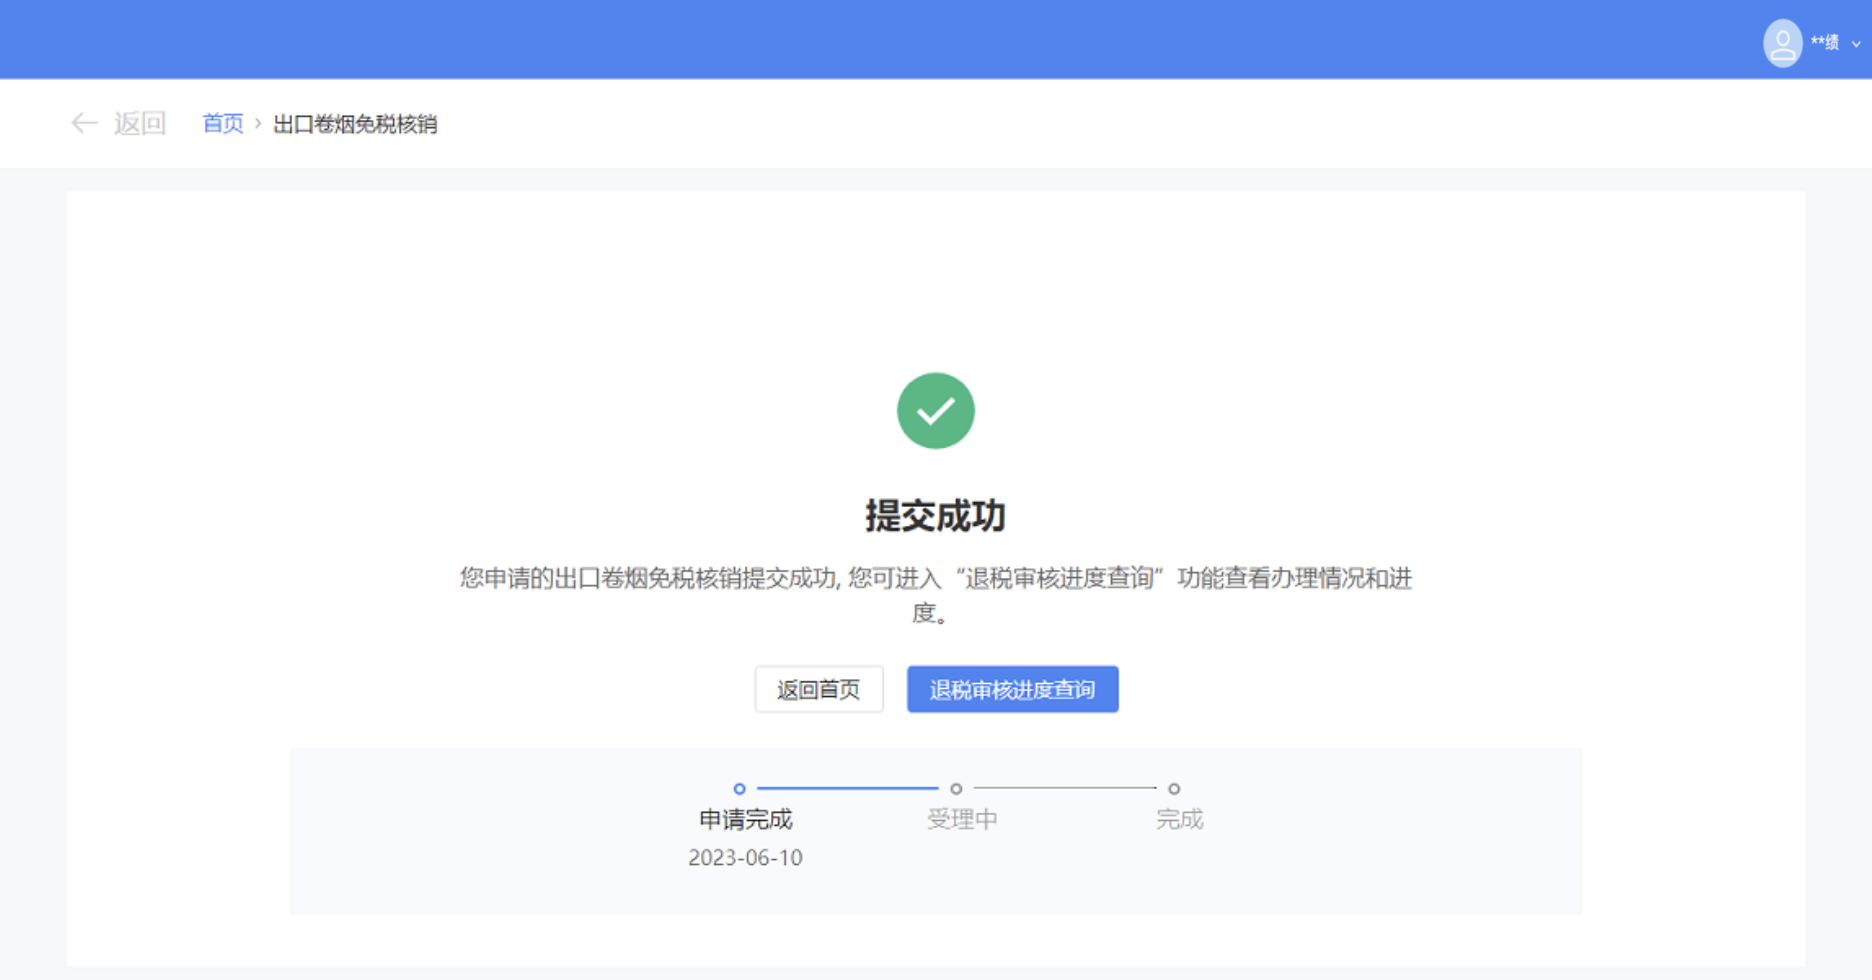 **绩
返回 首页 > 出口卷烟免税核销
提交成功
您申请的出口卷烟免税核销提交成功, 您可进入“退税审核进度查询”功能查看办理情况和进
度。
返回首页 退税审核进度查询
申请完成 受理中 完成
2023-06-10